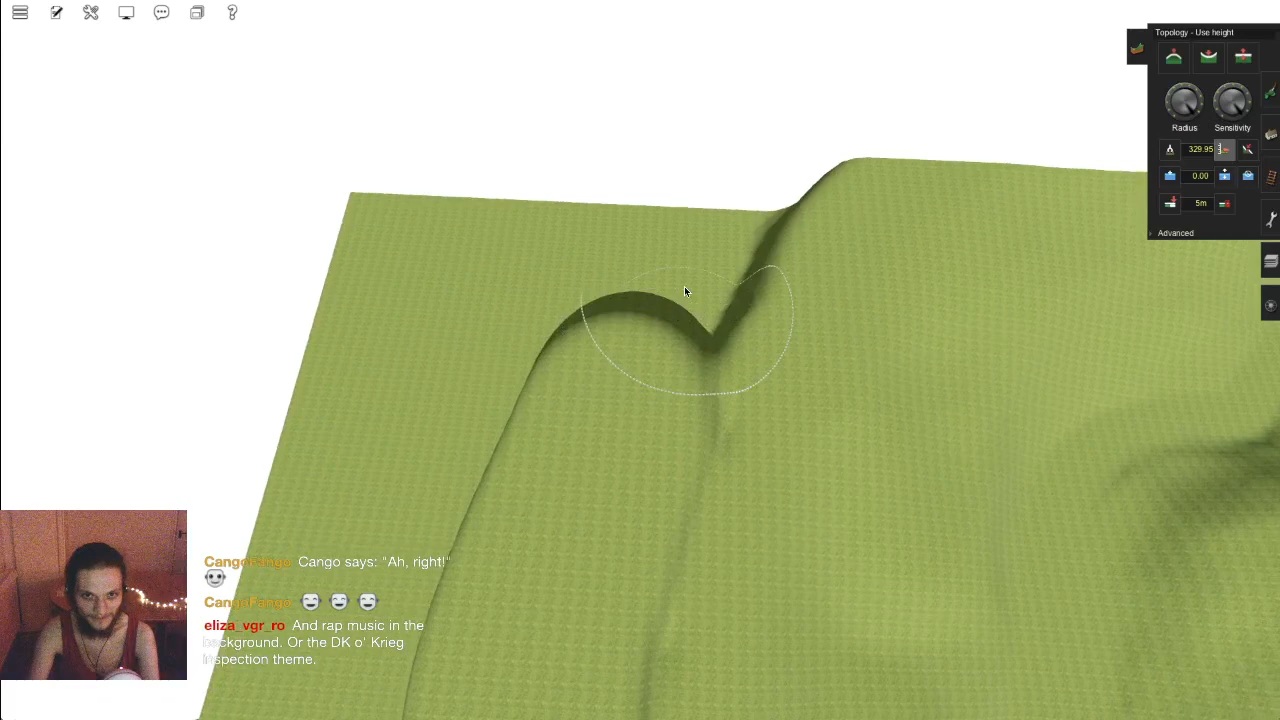 Topology - Use height
Radius
Sensitivity
329.95
0.00
5m
Advanced
CangoFango Cango says: "Ah, right!"
CangoFango
eliza_vgr_ro And rap music in the
background. Or the DK o' Krieg
inspection theme.